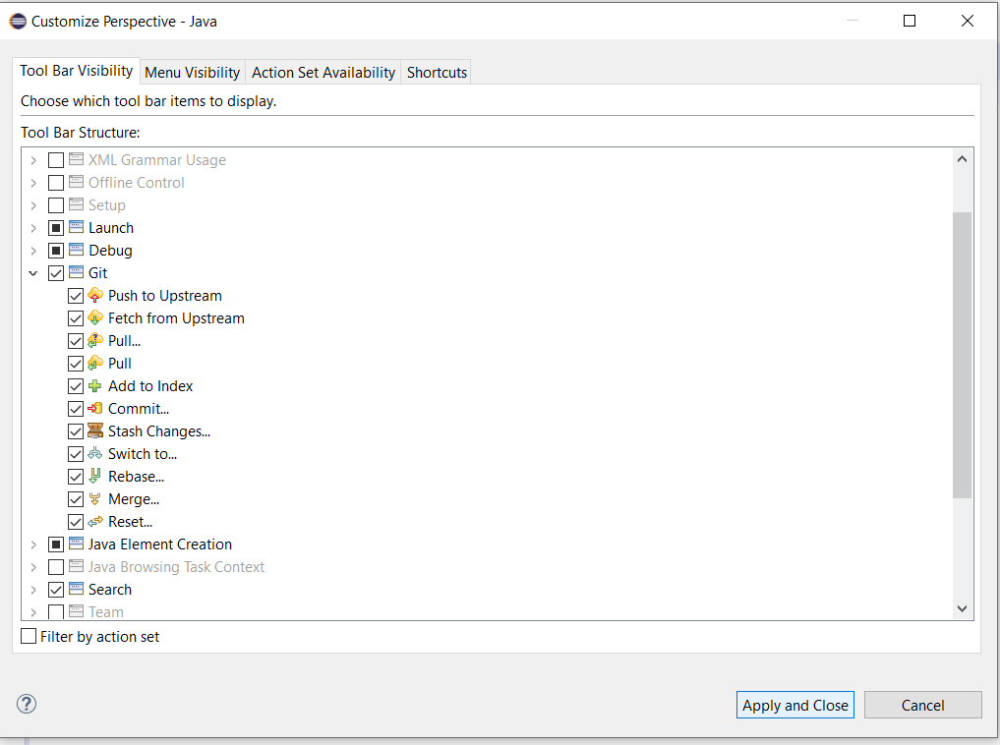 Customize Perspective - Java
Tool Bar Visibility Menu Visibility Action Set Availability Shortcuts
Choose which tool bar items to display.
Tool Bar Structure:
XML Grammar Usage
Offline Control
Setup
Launch
Debug
Git
Push to Upstream
Fetch from Upstream
Pull...
Pull
Add to Index
Commit...
Stash Changes...
Switch to...
Rebase...
Merge...
Reset...
Java Element Creation
Java Browsing Task Context
Search
Team
Filter by action set
? Apply and Close Cancel